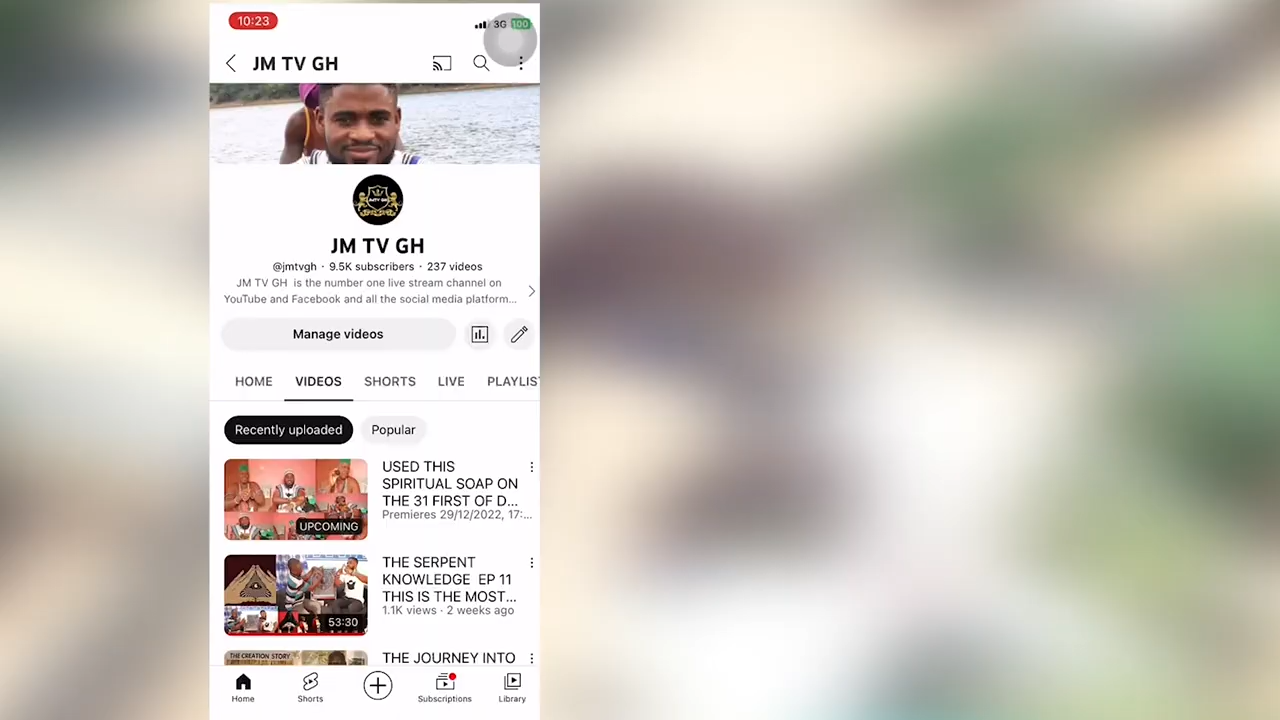 10:23
3G 100
JM TV GH
JM TV GH
@jmtvgh · 9.5K subscribers · 237 videos
JM TV GH is the number one live stream channel on
YouTube and Facebook and all the social media platform...
Manage videos
HOME VIDEOS SHORTS LIVE PLAYLIS
Recently uploaded Popular
USED THIS
SPIRITUAL SOAP ON
THE 31 FIRST OF D...
Premieres 29/12/2022, 17:...
UPCOMING
THE SERPENT
KNOWLEDGE EP 11
THIS IS THE MOST...
1.1K views · 2 weeks ago
53:30
THE CREATION STORY
THE JOURNEY INTO
Home Shorts Subscriptions Library